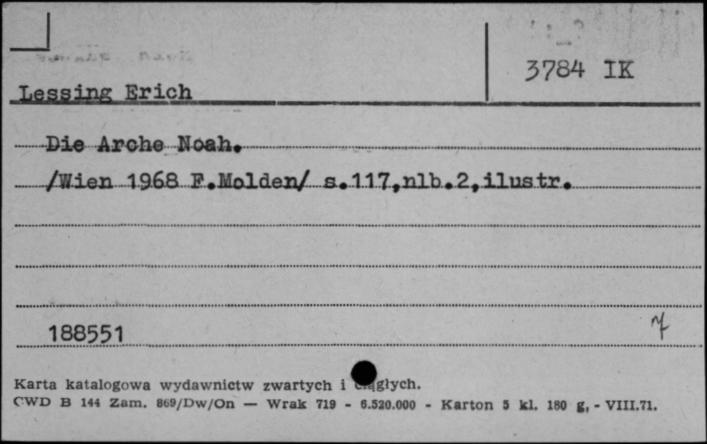 3784 IK
Lessing Erich
Die Arche Noah.
/Wien 1968 F.Molden/ s.117,nlb.2,ilustr.
188551
Karta katalogowa wydawnictw zwartych i ciągłych.
CWD B 144 Zam. 869/Dw/On — Wrak 719 - 6.520.000 - Karton 5 kl. 180 g, - VIII.71.